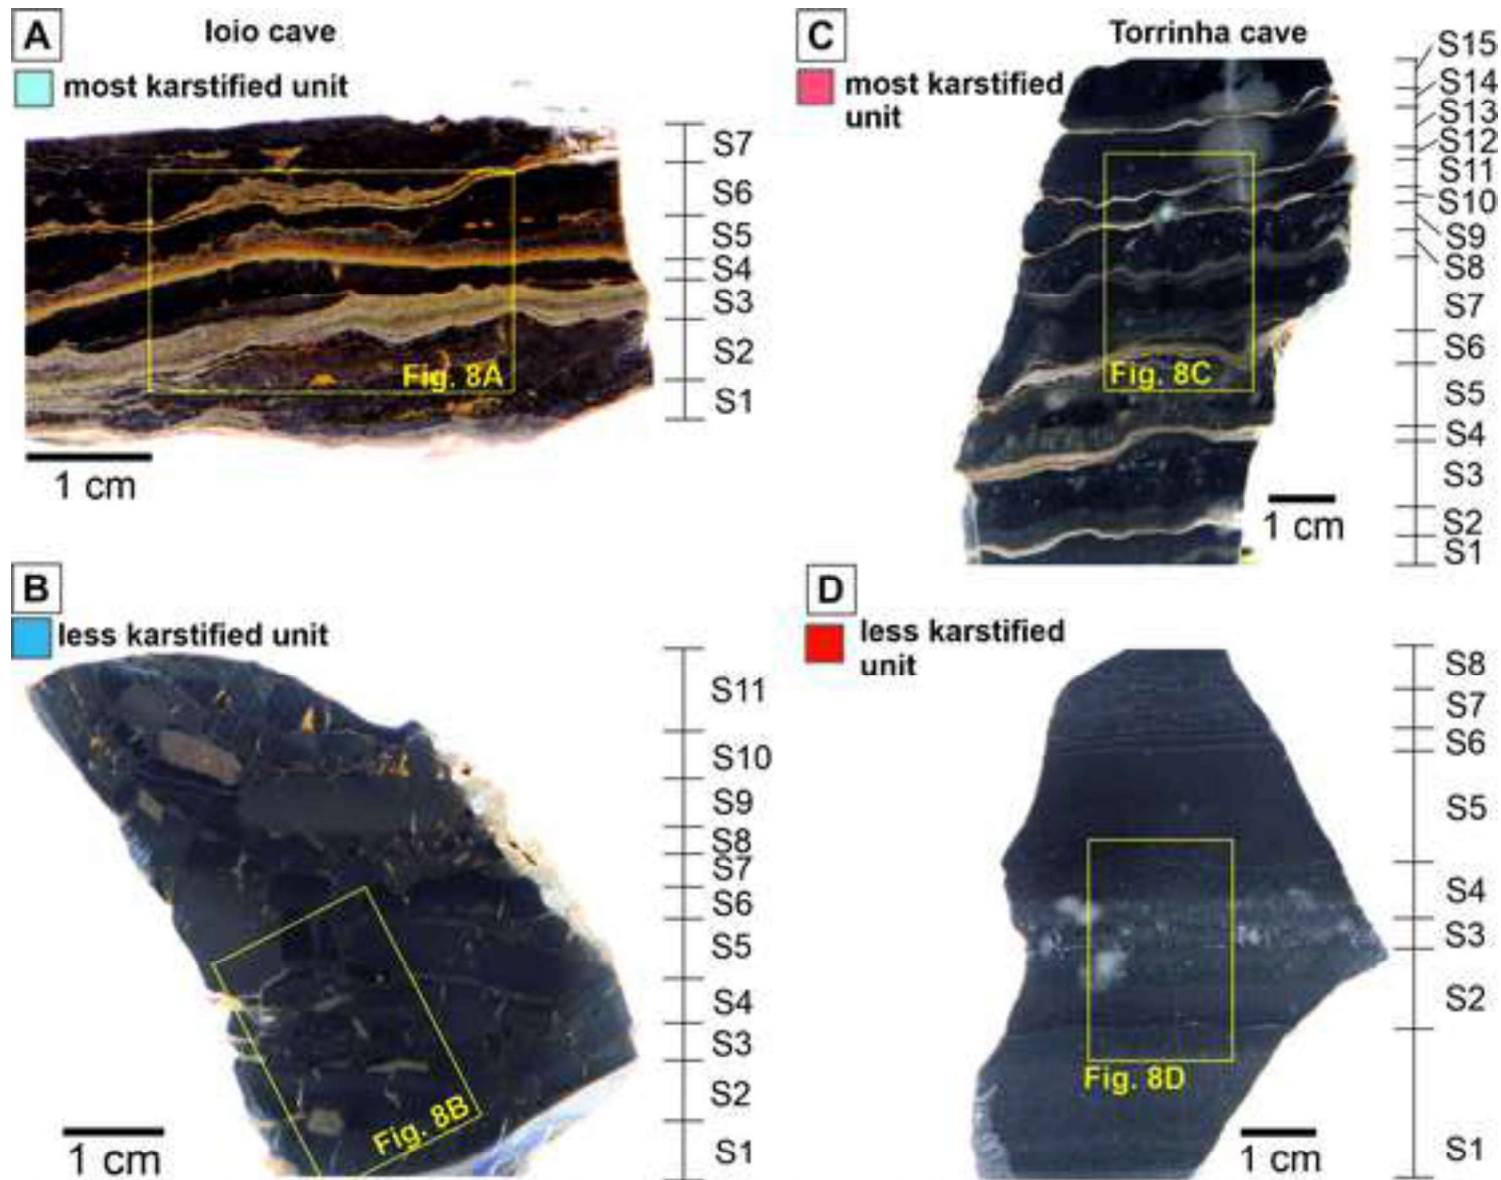 A
Ioio cave
most karstified unit
S7
S6
S5
S4
S3
S2
S1
Fig. 8A
1 cm
B
less karstified unit
S11
S10
S9
S8
S7
S6
S5
S4
S3
S2
S1
Fig. 8B
1 cm
C
Torrinha cave
most karstified
unit
S15
S14
S13
S12
S11
S10
S9
S8
S7
S6
S5
S4
S3
S2
S1
Fig. 8C
1 cm
D
less karstified
unit
S8
S7
S6
S5
S4
S3
S2
S1
Fig. 8D
1 cm